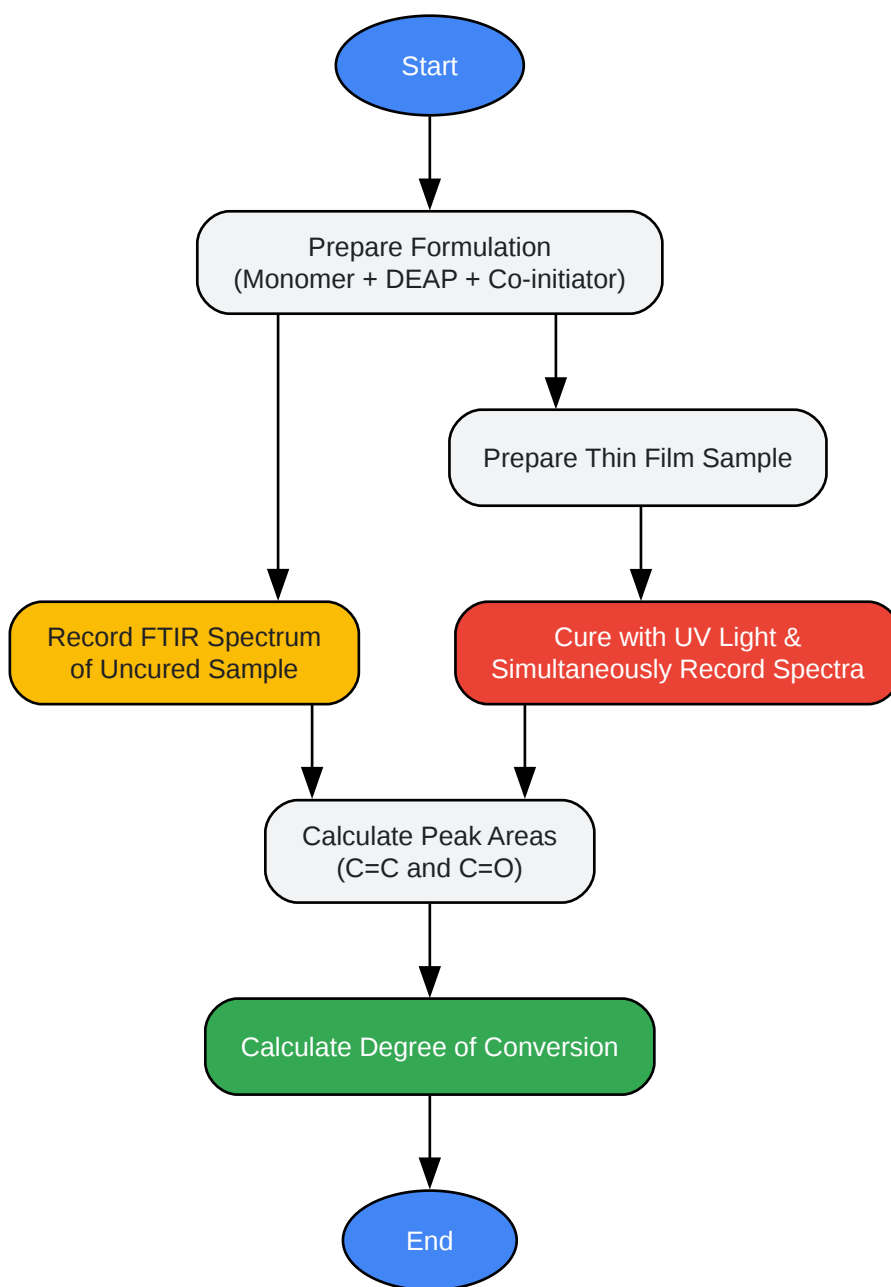 Start
Prepare Formulation
(Monomer + DEAP + Co-initiator)
Prepare Thin Film Sample
Record FTIR Spectrum
of Uncured Sample
Cure with UV Light &
Simultaneously Record Spectra
Calculate Peak Areas
(C=C and C=O)
Calculate Degree of Conversion
End